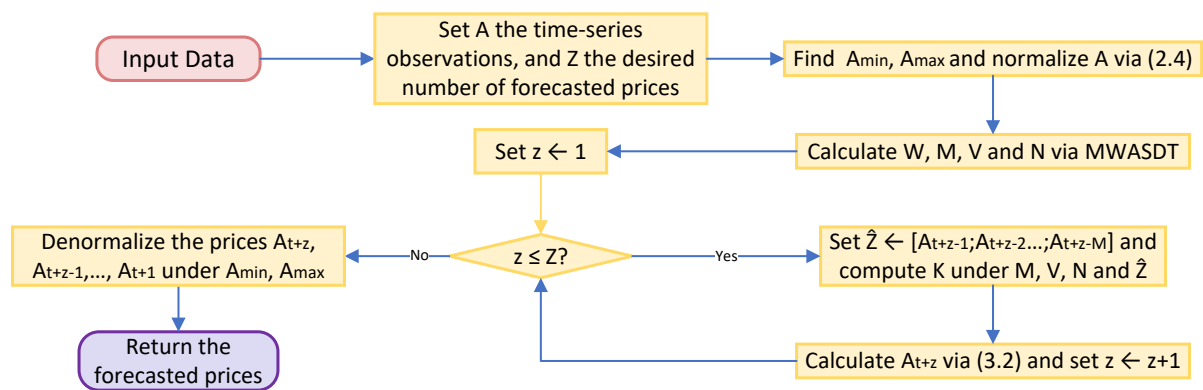 Input Data
Set A the time-series
observations, and Z the desired
number of forecasted prices
Find Amin, Amax and normalize A via (2.4)
Calculate W, M, V and N via MWASDT
Set z ← 1
z ≤ Z?
No
Yes
Denormalize the prices At+z,
At+z-1,..., At+1 under Amin, Amax
Return the
forecasted prices
Set Ẑ ← [At+z-1;At+z-2...;At+z-M] and
compute K under M, V, N and Ẑ
Calculate At+z via (3.2) and set z ← z+1